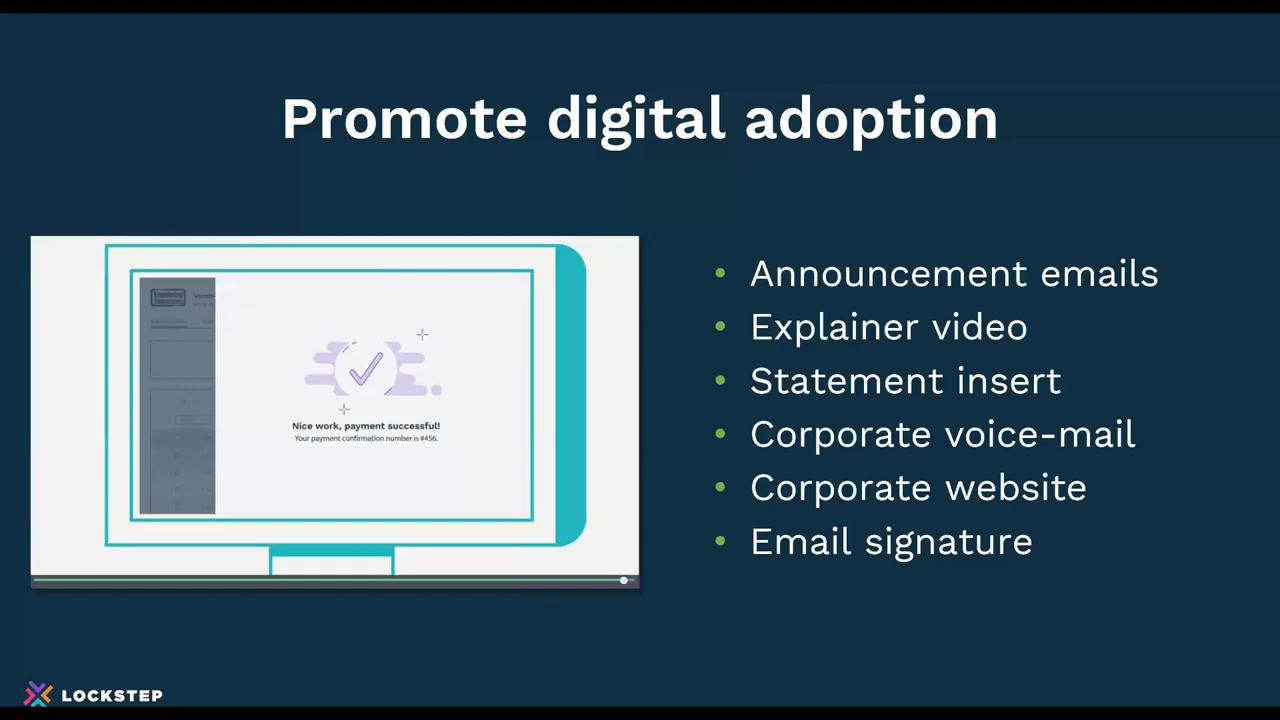 Promote digital adoption
Nice work, payment successful!
Your payment confirmation number is #456.
• Announcement emails
• Explainer video
• Statement insert
• Corporate voice-mail
• Corporate website
• Email signature
LOCKSTEP